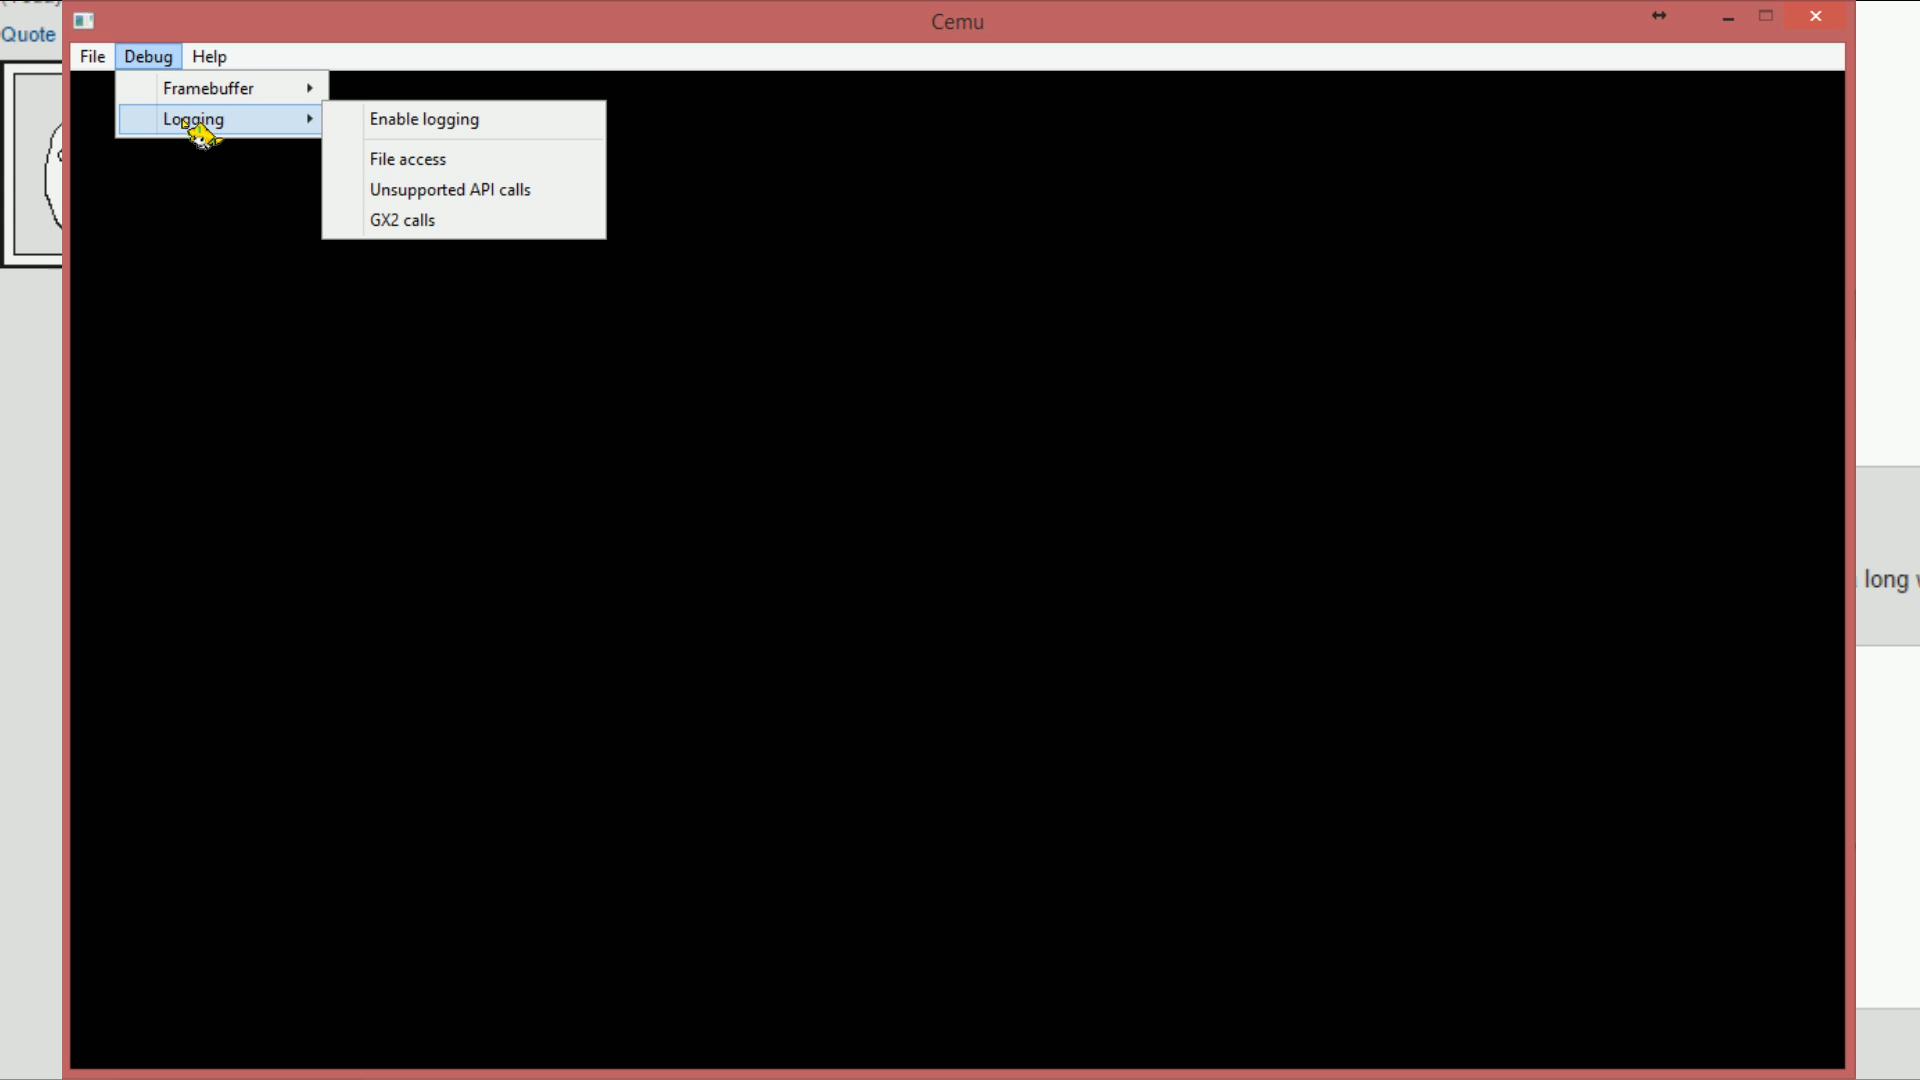 Quote
Cemu
File Debug Help
Framebuffer
Logging
Enable logging
File access
Unsupported API calls
GX2 calls
long